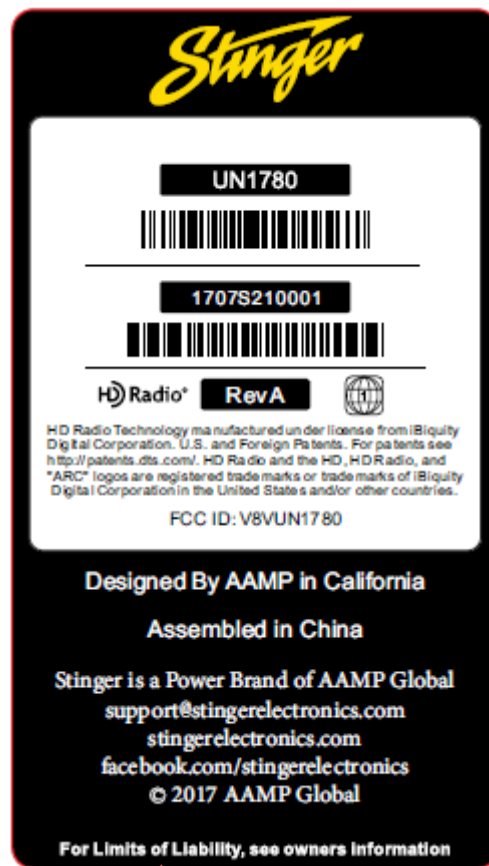 Stinger
UN1780
1707S210001
HD Radio®
RevA
1
HD Radio Technology manufactured under license from iBiquity
Digital Corporation. U.S. and Foreign Patents. For patents see
http://patents.dts.com/. HD Radio and the HD, HD Radio, and
"ARC" logos are registered trademarks or trademarks of iBiquity
Digital Corporation in the United States and/or other countries.
FCC ID: V8VUN1780
Designed By AAMP in California
Assembled in China
Stinger is a Power Brand of AAMP Global
support@stingerelectronics.com
stingerelectronics.com
facebook.com/stingerelectronics
© 2017 AAMP Global
For Limits of Liability, see owners information